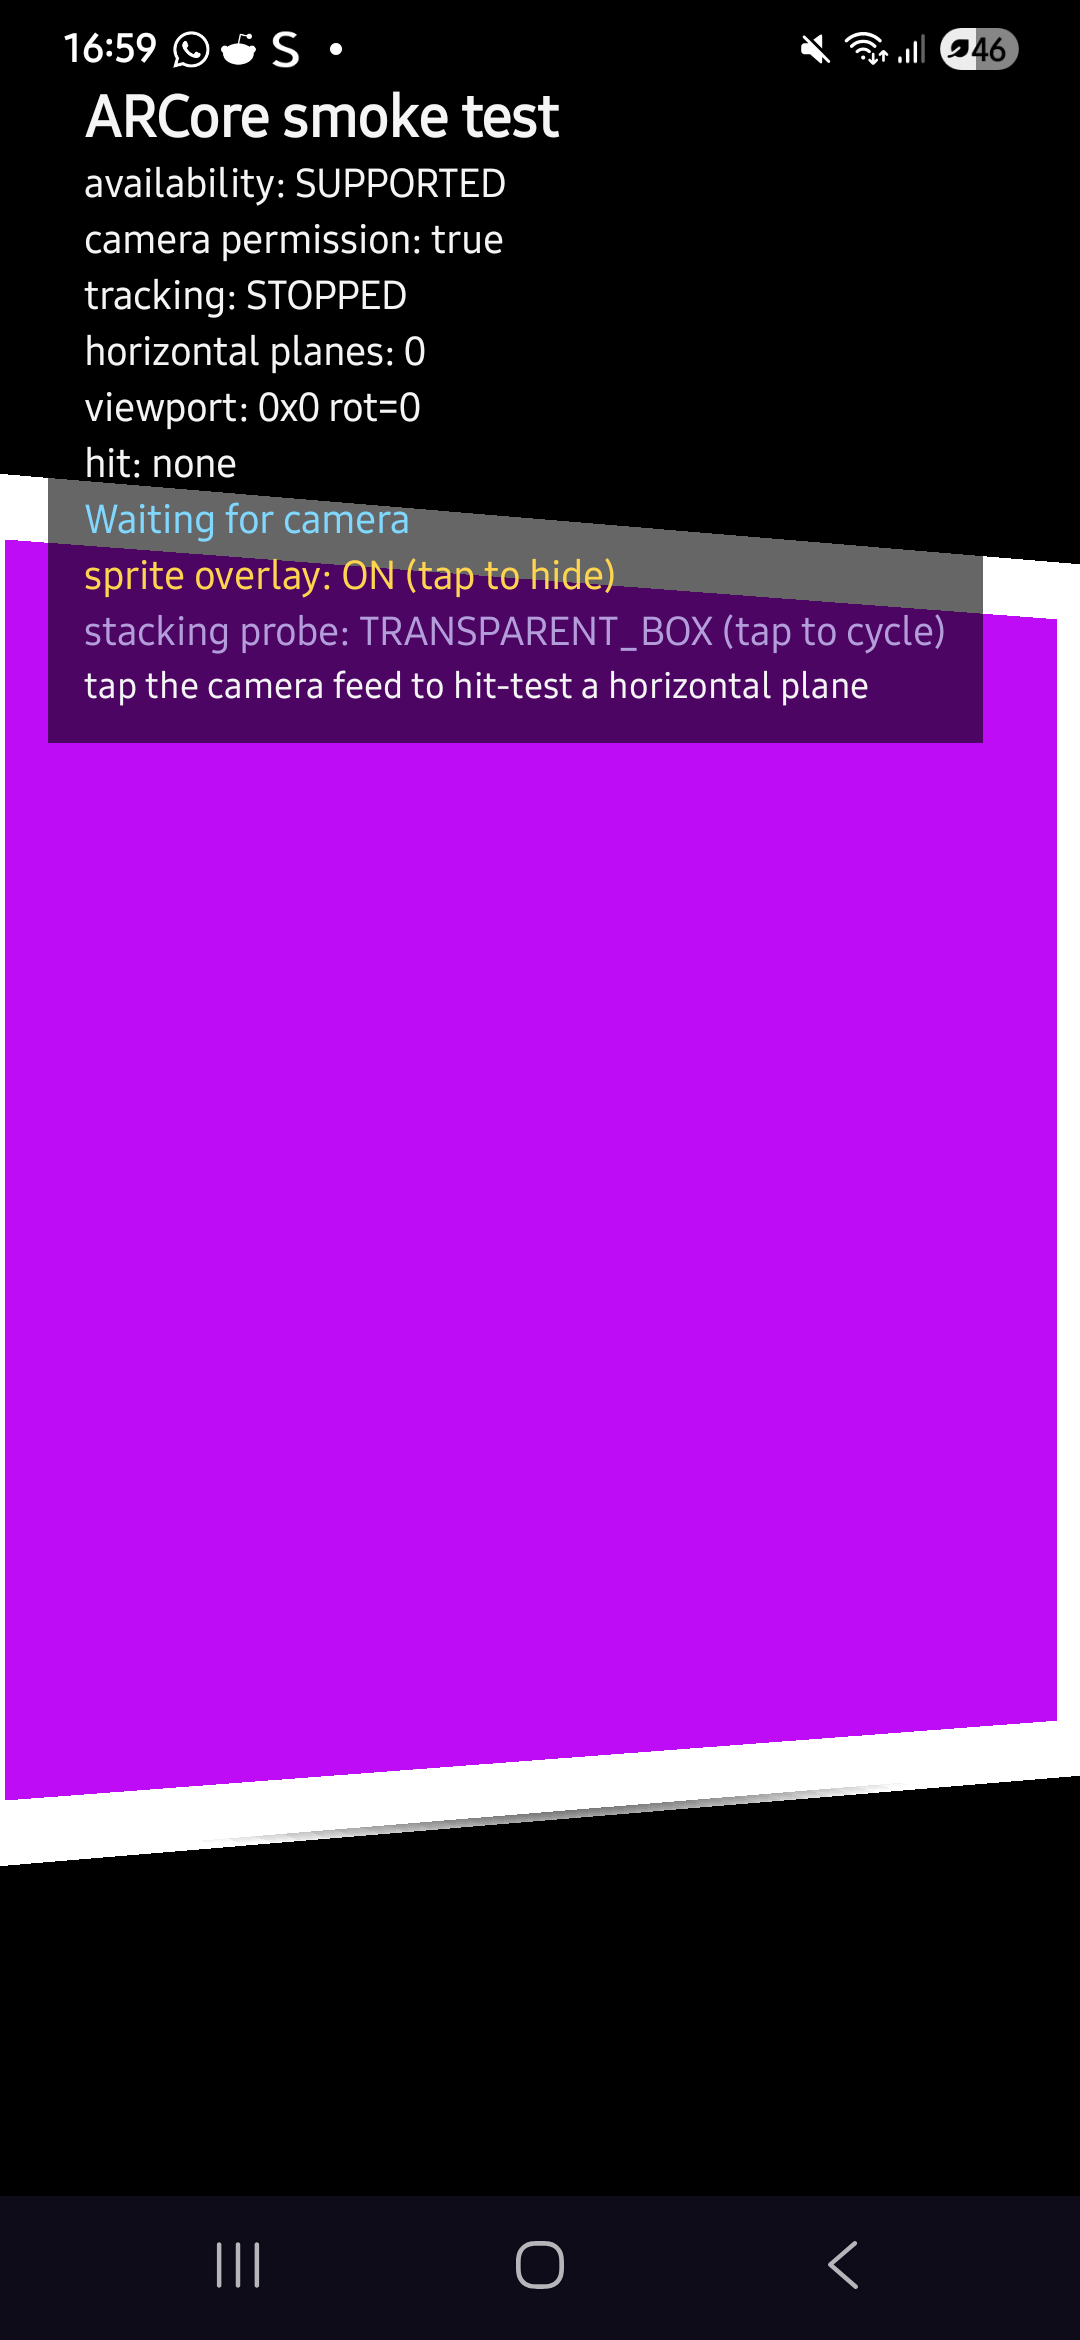 16:59 S 46
ARCore smoke test
availability: SUPPORTED
camera permission: true
tracking: STOPPED
horizontal planes: 0
viewport: 0x0 rot=0
hit: none
Waiting for camera
sprite overlay: ON (tap to hide)
stacking probe: TRANSPARENT_BOX (tap to cycle)
tap the camera feed to hit-test a horizontal plane